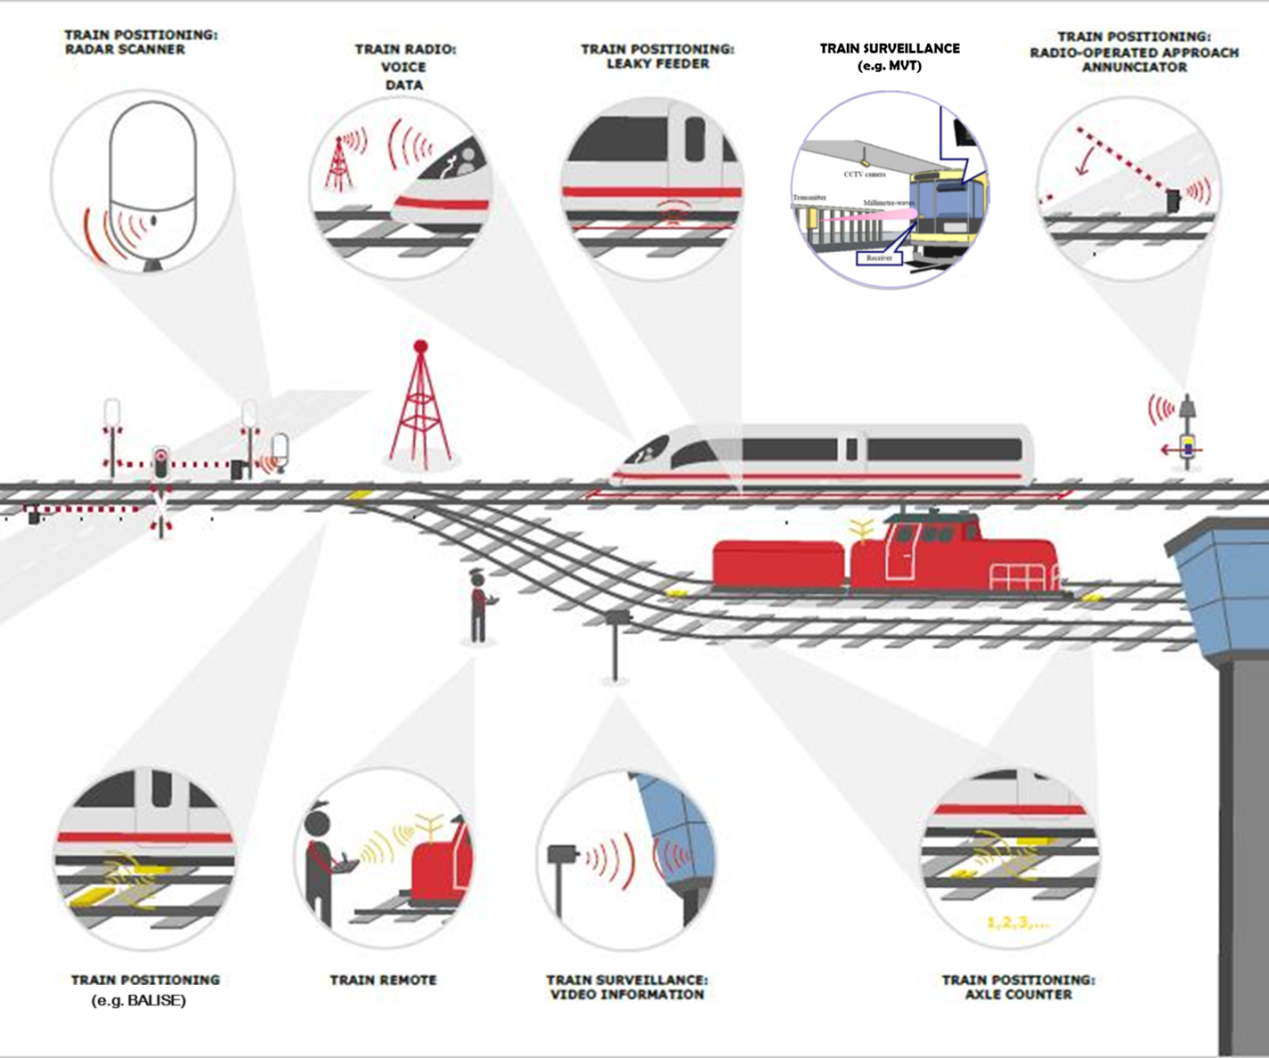 TRAIN POSITIONING:
RADAR SCANNER
TRAIN RADIO:
VOICE
DATA
TRAIN POSITIONING:
LEAKY FEEDER
TRAIN SURVEILLANCE
(e.g. MVT)
TRAIN POSITIONING:
RADIO-OPERATED APPROACH
ANNUNCIATOR
CCTV camera
Transmitter
Millimetre-waves
Receiver
1,2,3,...
TRAIN POSITIONING
(e.g. BALISE)
TRAIN REMOTE
TRAIN SURVEILLANCE:
VIDEO INFORMATION
TRAIN POSITIONING:
AXLE COUNTER